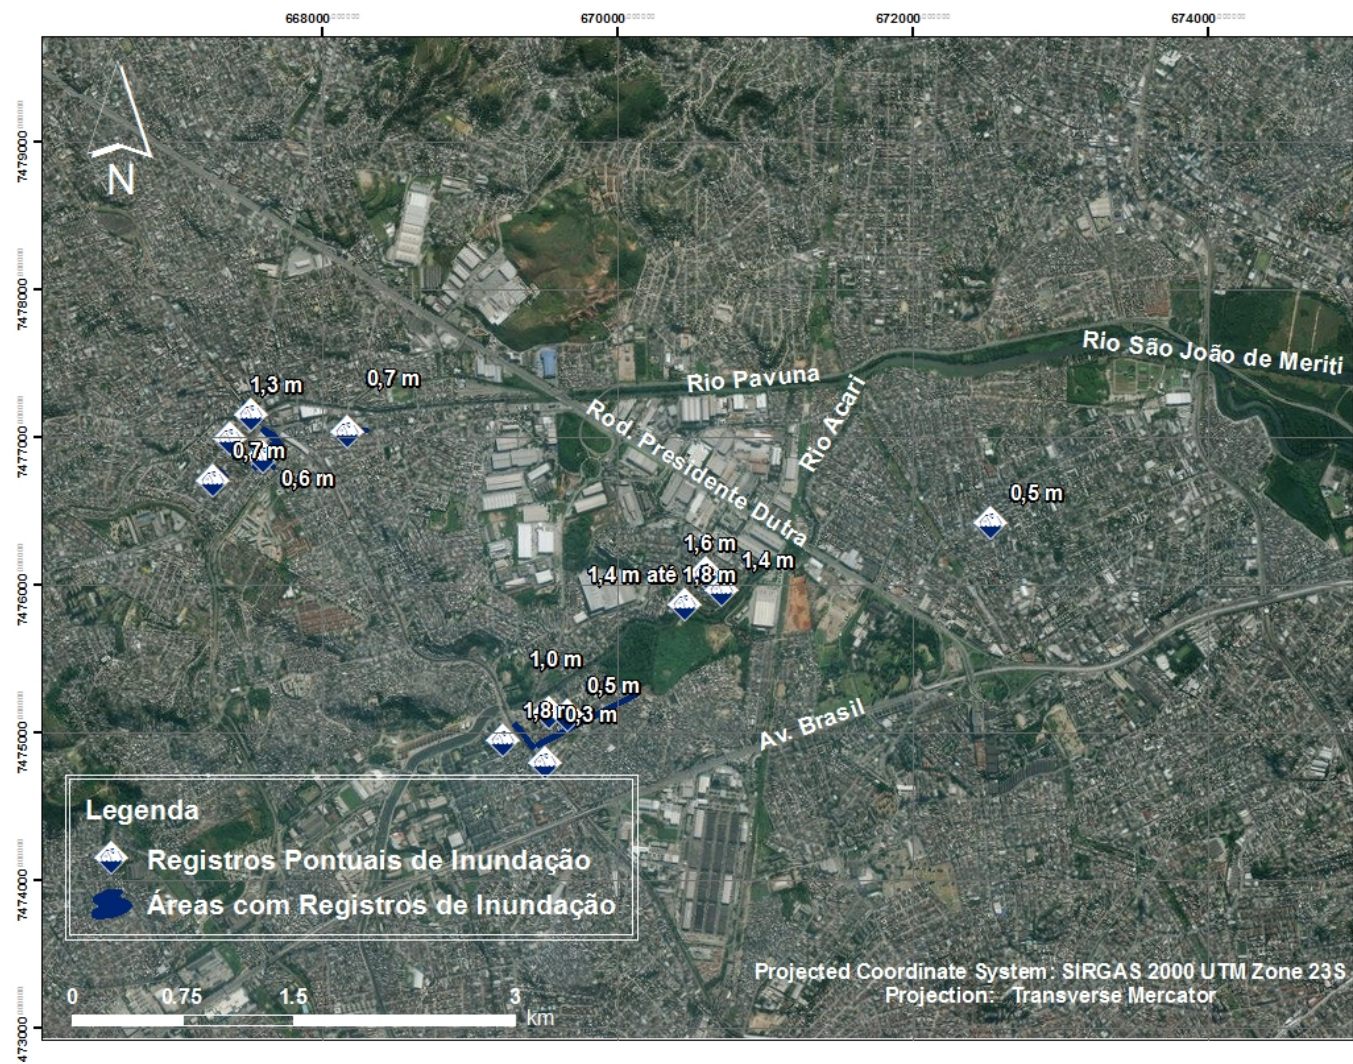 668000
670000
672000
674000
7479000
7478000
7477000
7476000
7475000
7474000
7473000
N
Rio São João de Meriti
Rio Pavuna
Rio Acari
Rod. Presidente Dutra
Av. Brasil
1,3 m
0,7 m
0,7 m
0,6 m
0,5 m
1,6 m
1,4 m
1,4 m até 1,8 m
1,0 m
0,5 m
1,8
0,3 m
Legenda
Registros Pontuais de Inundação
Áreas com Registros de Inundação
0 0.75 1.5 3
km
Projected Coordinate System: SIRGAS 2000 UTM Zone 23S
Projection: Transverse Mercator